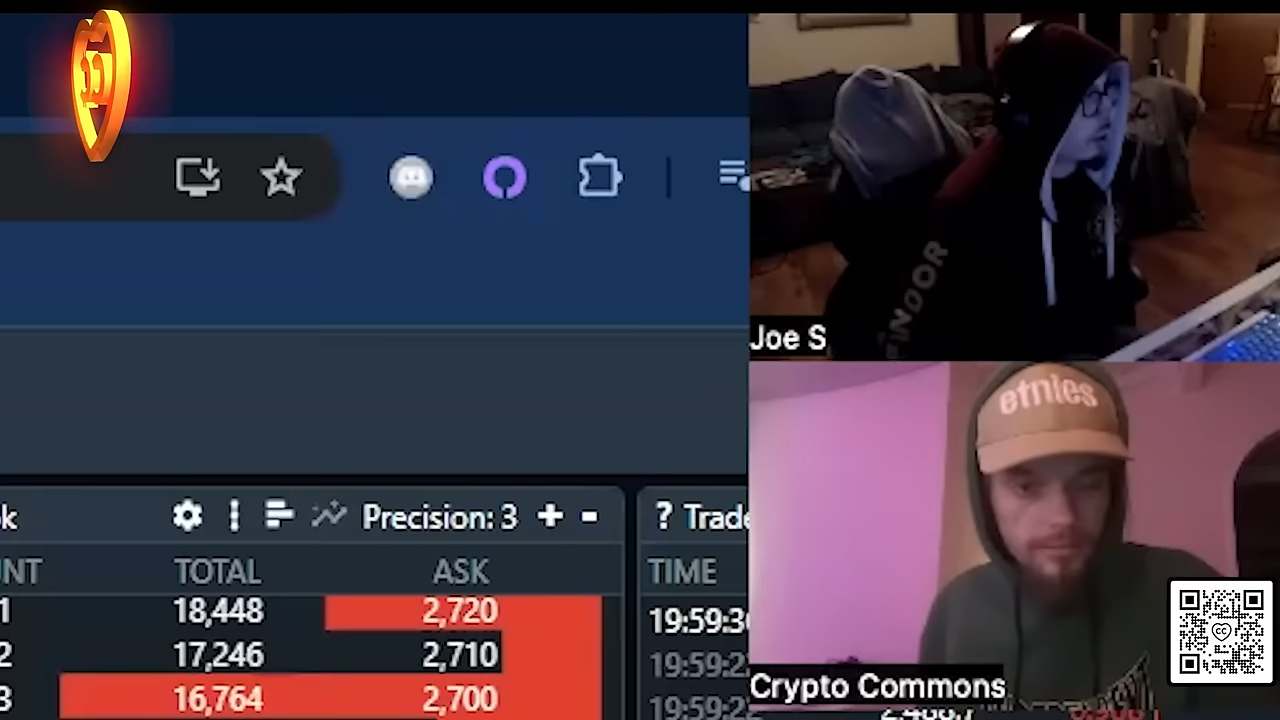 Joe S
etnies
Precision: 3
? Trade
TOTAL
ASK
TIME
18,448
2,720
17,246
2,710
16,764
2,700
Crypto Commons